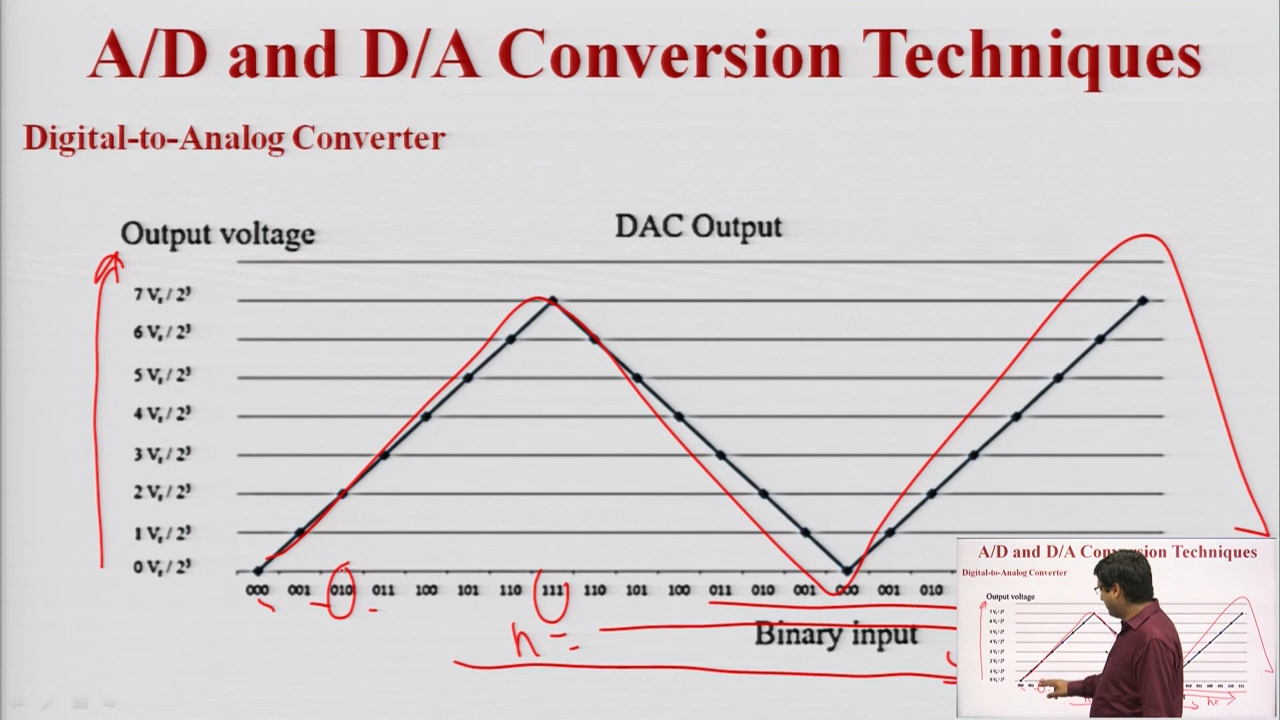 A/D and D/A Conversion Techniques
Digital-to-Analog Converter
Output voltage
DAC Output
7 Vr / 2³
6 Vr / 2³
5 Vr / 2³
4 Vr / 2³
3 Vr / 2³
2 Vr / 2³
1 Vr / 2³
0 Vr / 2³
000 001 010 011 100 101 110 111 110 101 100 011 010 001 000 001 010
n =
Binary input
A/D and D/A Conversion Techniques
Digital-to-Analog Converter
Output voltage